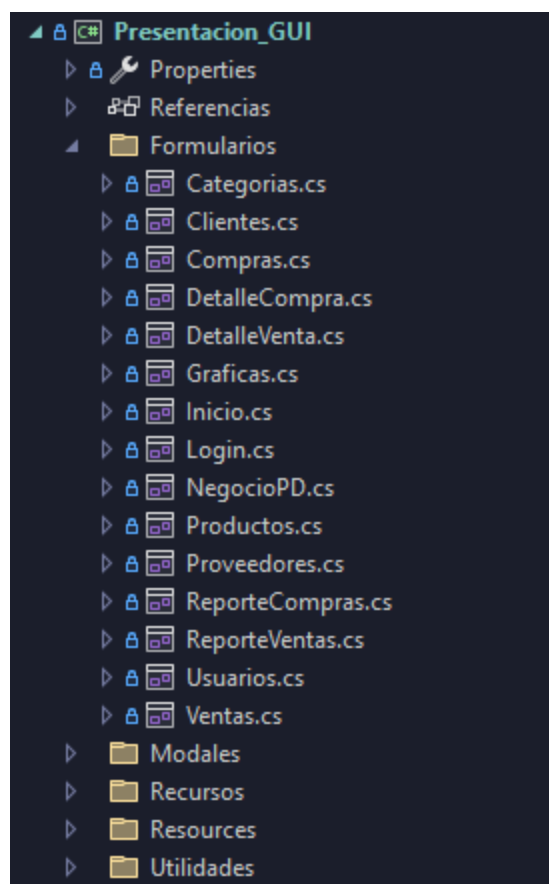 C# Presentacion_GUI
Properties
Referencias
Formularios
Categorias.cs
Clientes.cs
Compras.cs
DetalleCompra.cs
DetalleVenta.cs
Graficas.cs
Inicio.cs
Login.cs
NegocioPD.cs
Productos.cs
Proveedores.cs
ReporteCompras.cs
ReporteVentas.cs
Usuarios.cs
Ventas.cs
Modales
Recursos
Resources
Utilidades